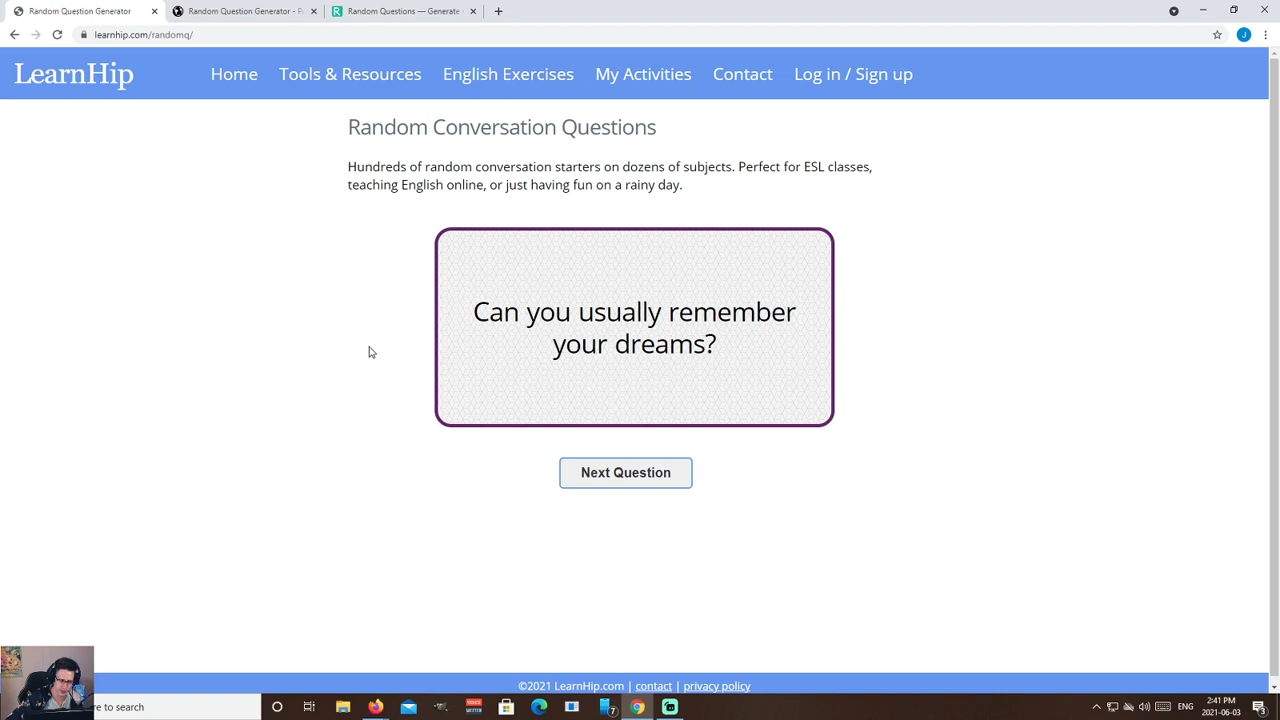 Random Question Generator
Random Question Generator - P
Random Questions — Generate
learnhip.com/randomq/
J
LearnHip
Home
Tools & Resources
English Exercises
My Activities
Contact
Log in / Sign up
Random Conversation Questions
Hundreds of random conversation starters on dozens of subjects. Perfect for ESL classes,
teaching English online, or just having fun on a rainy day.
Can you usually remember
your dreams?
Next Question
©2021 LearnHip.com | contact | privacy policy
re to search
7
ENG
2:41 PM
2021-06-03
3